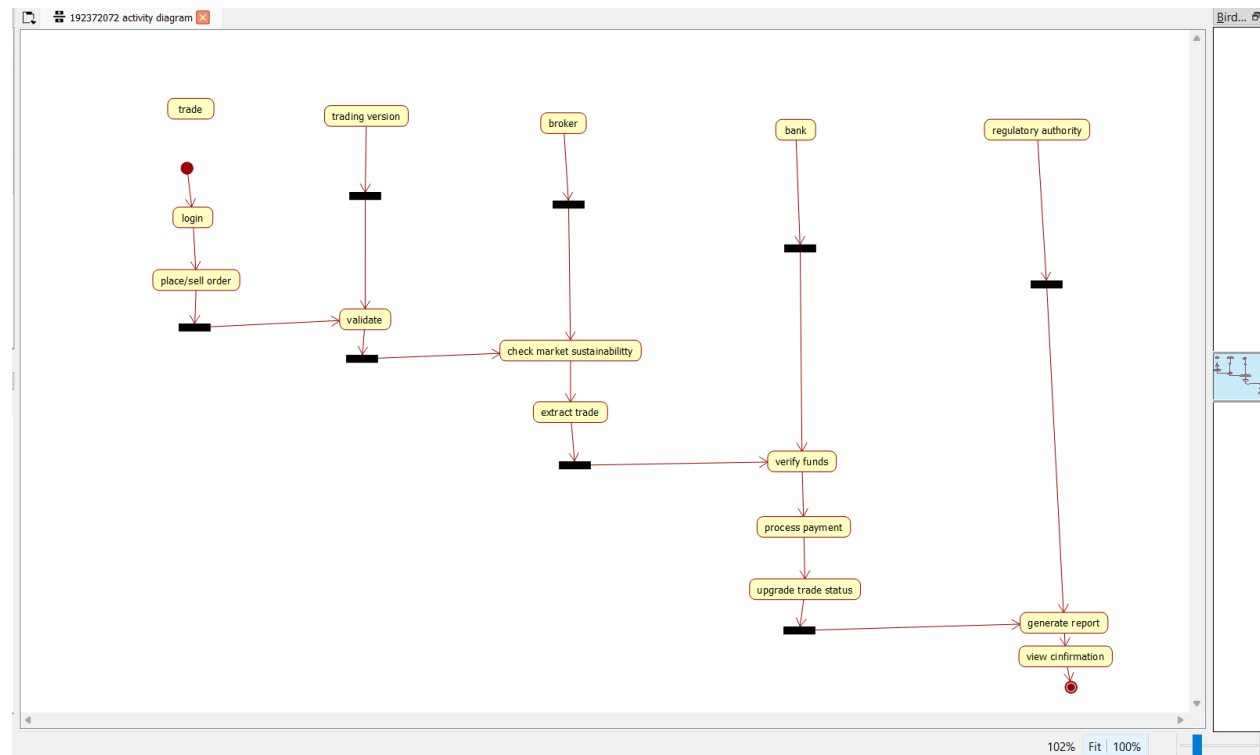 192372072 activity diagram
Bird...
trade
trading version
broker
bank
regulatory authority
login
place/sell order
validate
check market sustainabiltty
extract trade
verify funds
process payment
upgrade trade status
generate report
view cinfirmation
102% Fit 100%